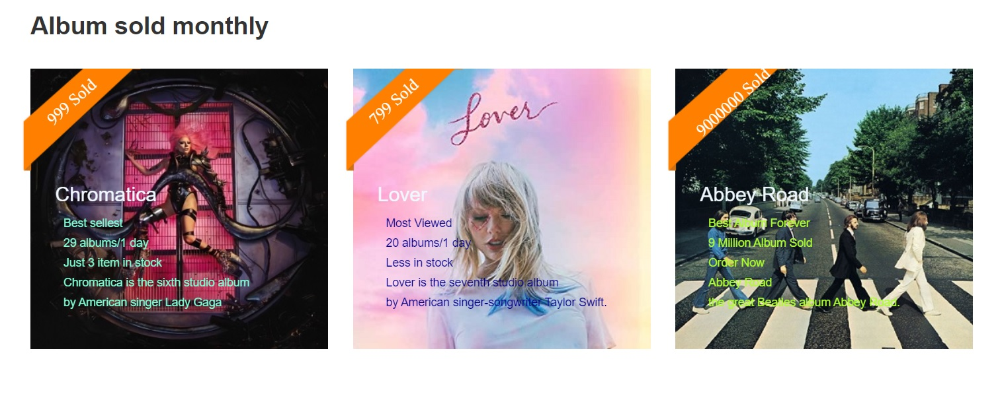 Album sold monthly
999 Sold
Chromatica
Best sellest
29 albums/1 day
Just 3 item in stock
Chromatica is the sixth studio album
by American singer Lady Gaga
799 Sold
Lover
Lover
Most Viewed
20 albums/1 day
Less in stock
Lover is the seventh studio album
by American singer-songwriter Taylor Swift.
9000000 Sold
Abbey Road
Best Album Forever
9 Million Album Sold
Order Now
Abbey Road
the great Beatles album Abbey Road.